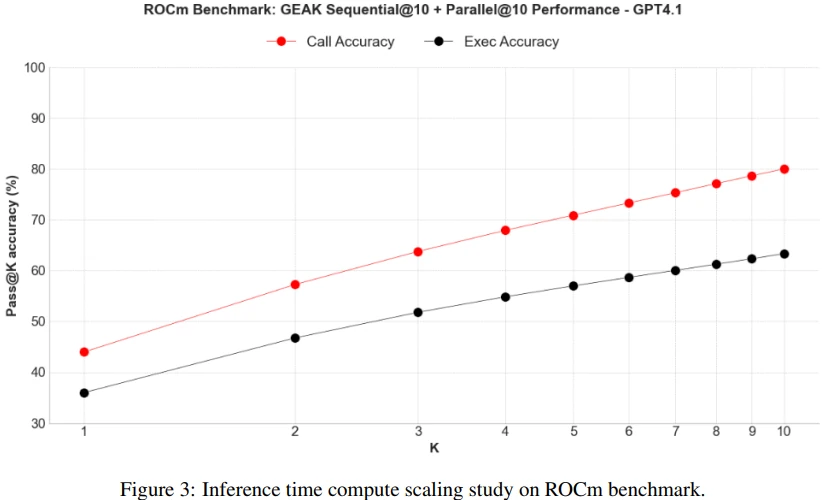 ROCm Benchmark: GEAK Sequential@10 + Parallel@10 Performance - GPT4.1
Call Accuracy
Exec Accuracy
100
90
80
70
60
50
40
30
Pass@K accuracy (%)
1 2 3 4 5 6 7 8 9 10
K
Figure 3: Inference time compute scaling study on ROCm benchmark.